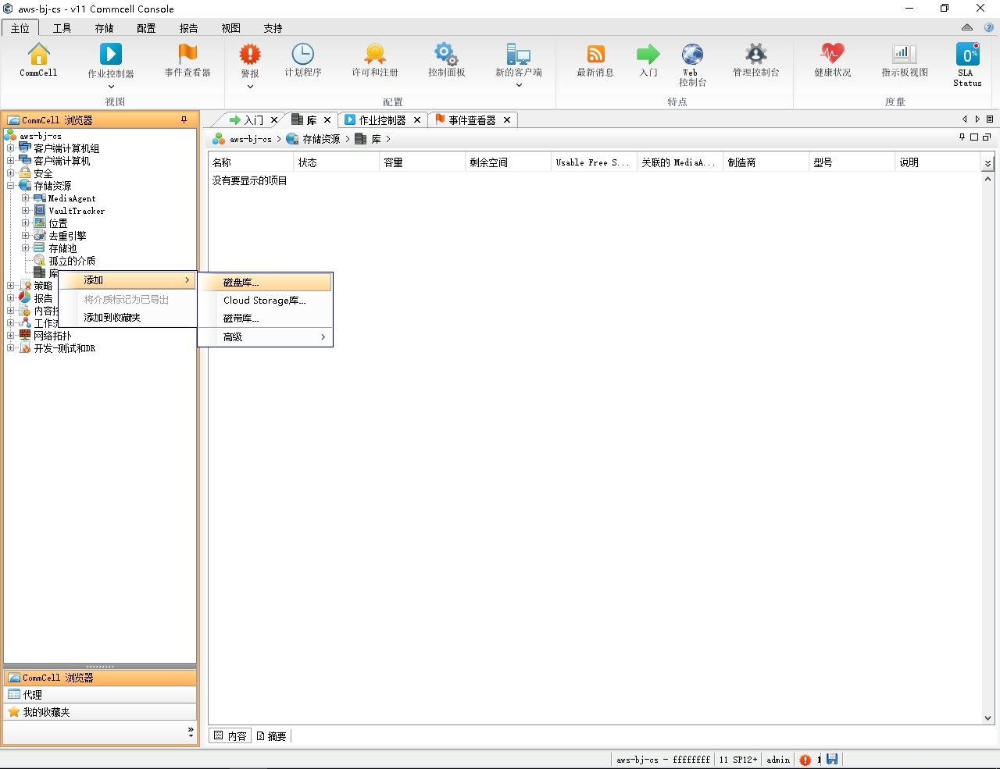 aws-bj-cs - v11 Commcell Console
主位 工具 存储 配置 报告 视图 支持
CommCell 作业控制器 事件查看器 警报 计划程序 许可和注册 控制面板 新的客户端 最新消息 入门 Web 控制台 管理控制台 健康状况 指示板视图 0% SLA Status
视图 配置 特点 度量
CommCell 浏览器
入门 库 作业控制器 事件查看器
aws-bj-cs > 存储资源 > 库 >
名称 状态 容量 剩余空间 Usable Free S... 关联的 MediaA... 制造商 型号 说明
没有要显示的项目
aws-bj-cs
客户端计算机组
客户端计算机
安全
存储资源
MediaAgent
VaultTracker
位置
去重引擎
存储池
孤立的介质
库
策略
报告
内容
工作
网络拓扑
开发-测试和DR
添加
将介质标记为已导出
添加到收藏夹
磁盘库...
Cloud Storage库...
磁带库...
高级
CommCell 浏览器
代理
我的收藏夹
内容 摘要
aws-bj-cs - ffffffff 11 SP12+ admin 1